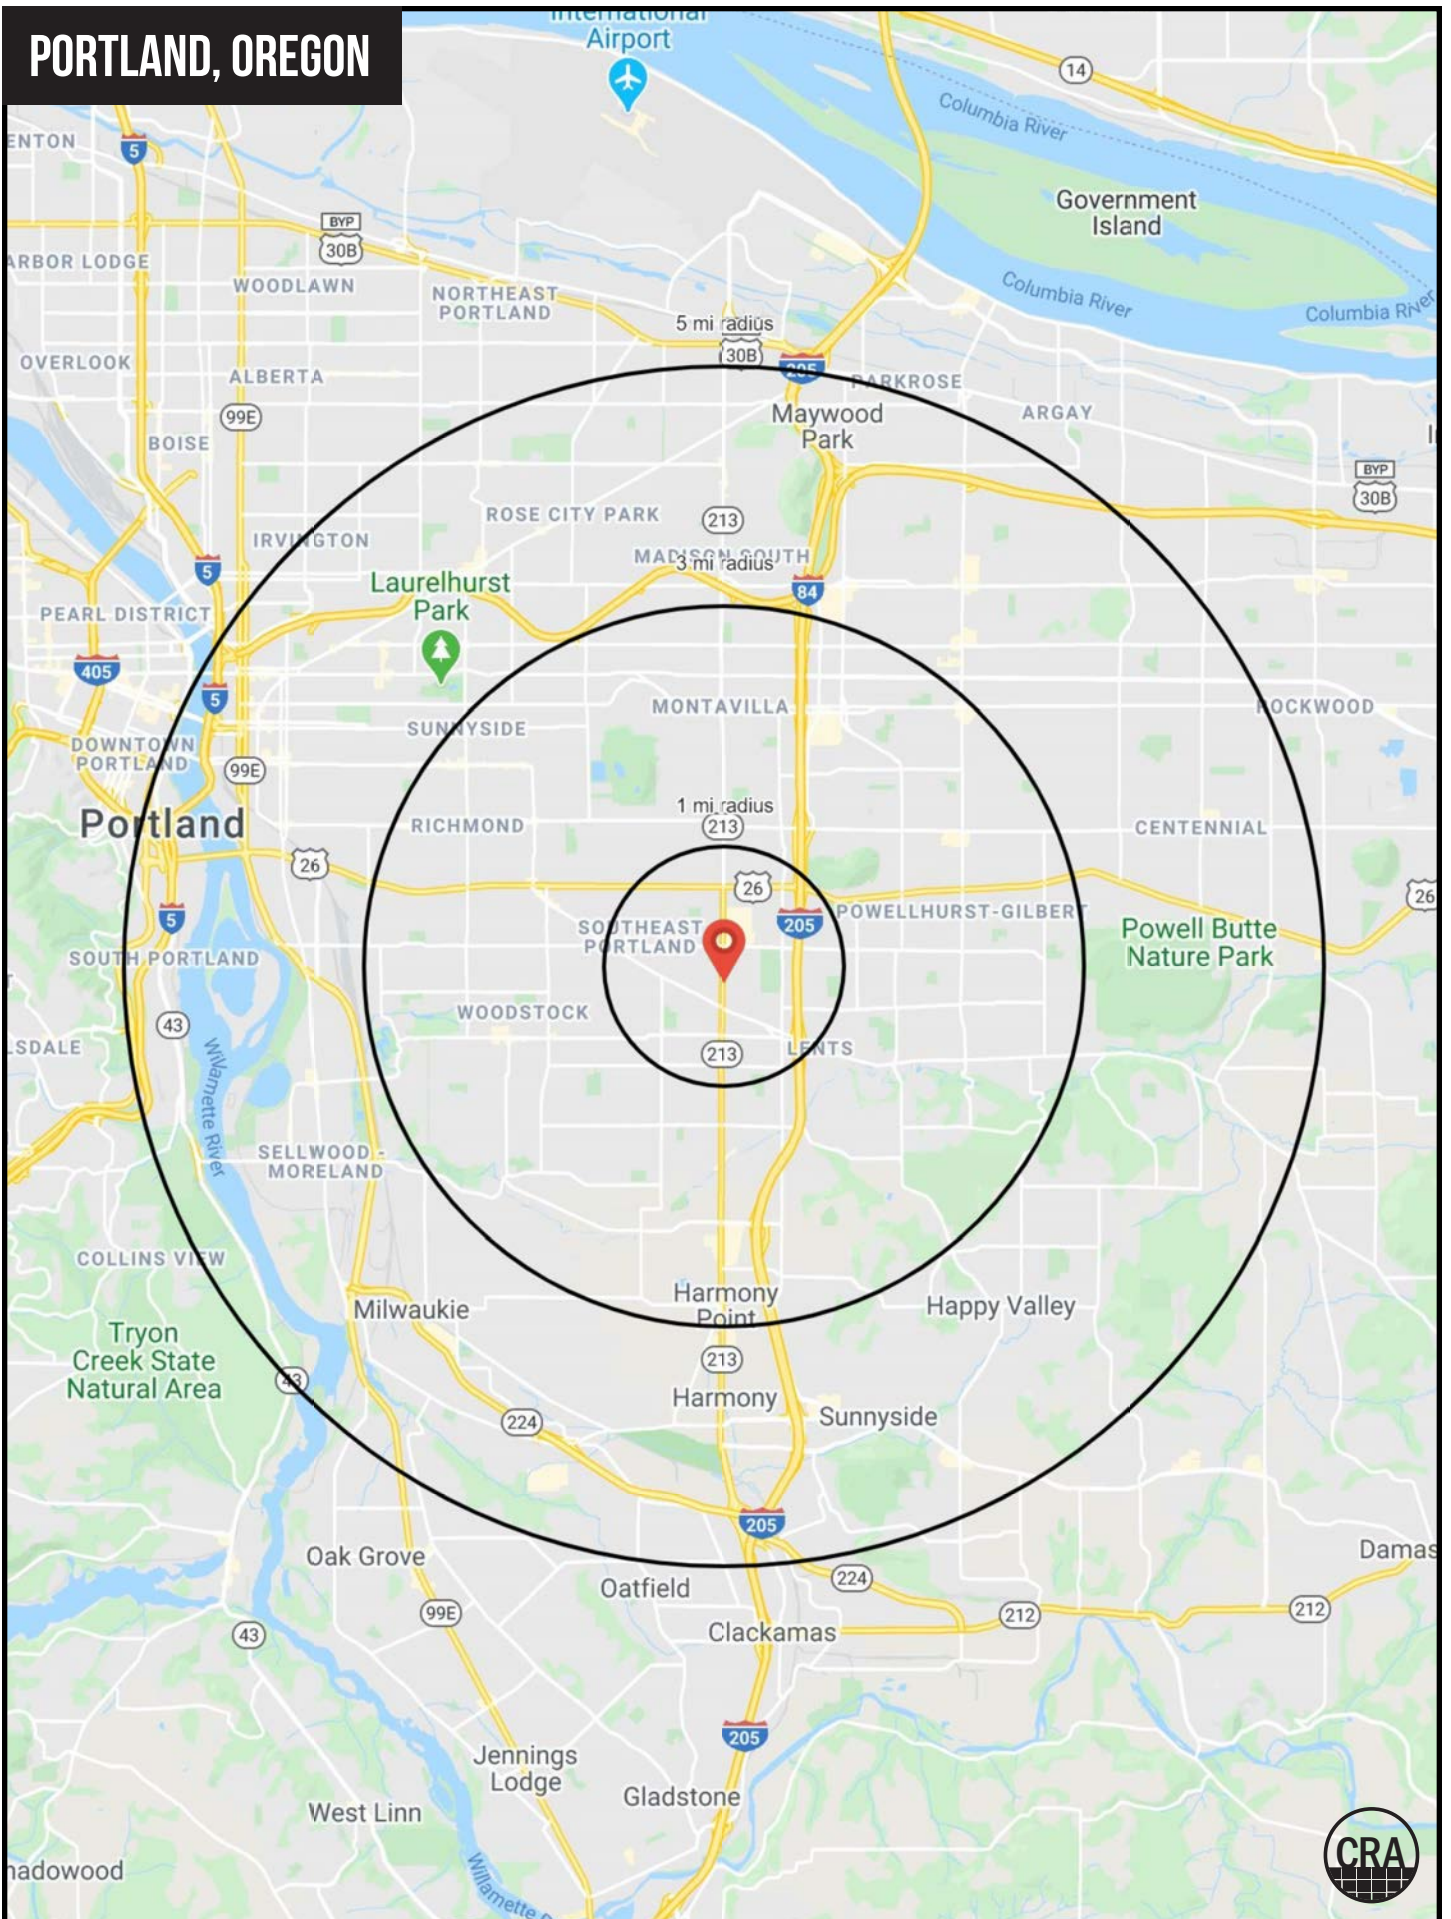 PORTLAND, OREGON
International
Airport
14
Columbia River
ENTON
5
Government
Island
BYP
30B
ARBOR LODGE
WOODLAWN
NORTHEAST
PORTLAND
Columbia River
Columbia River
5 mi radius
30B
OVERLOOK
ALBERTA
205
PARKROSE
99E
Maywood
Park
ARGAY
BOISE
BYP
30B
ROSE CITY PARK
213
IRVINGTON
MADISON SOUTH
3 mi radius
5
Laurelhurst
Park
84
PEARL DISTRICT
405
5
MONTAVILLA
ROCKWOOD
SUNNYSIDE
DOWNTOWN
PORTLAND
99E
1 mi radius
213
Portland
RICHMOND
CENTENNIAL
26
26
26
5
SOUTHEAST
PORTLAND
205
POWELLHURST-GILBERT
Powell Butte
Nature Park
SOUTH PORTLAND
WOODSTOCK
43
LSDALE
213
LENTS
Willamette River
SELLWOOD -
MORELAND
COLLINS VIEW
Harmony
Point
Milwaukie
Happy Valley
Tryon
Creek State
Natural Area
43
213
Harmony
224
Sunnyside
205
Oak Grove
Damas
Oatfield
224
99E
212
212
43
Clackamas
205
Jennings
Lodge
Gladstone
West Linn
CRA
hadowood
Willamette